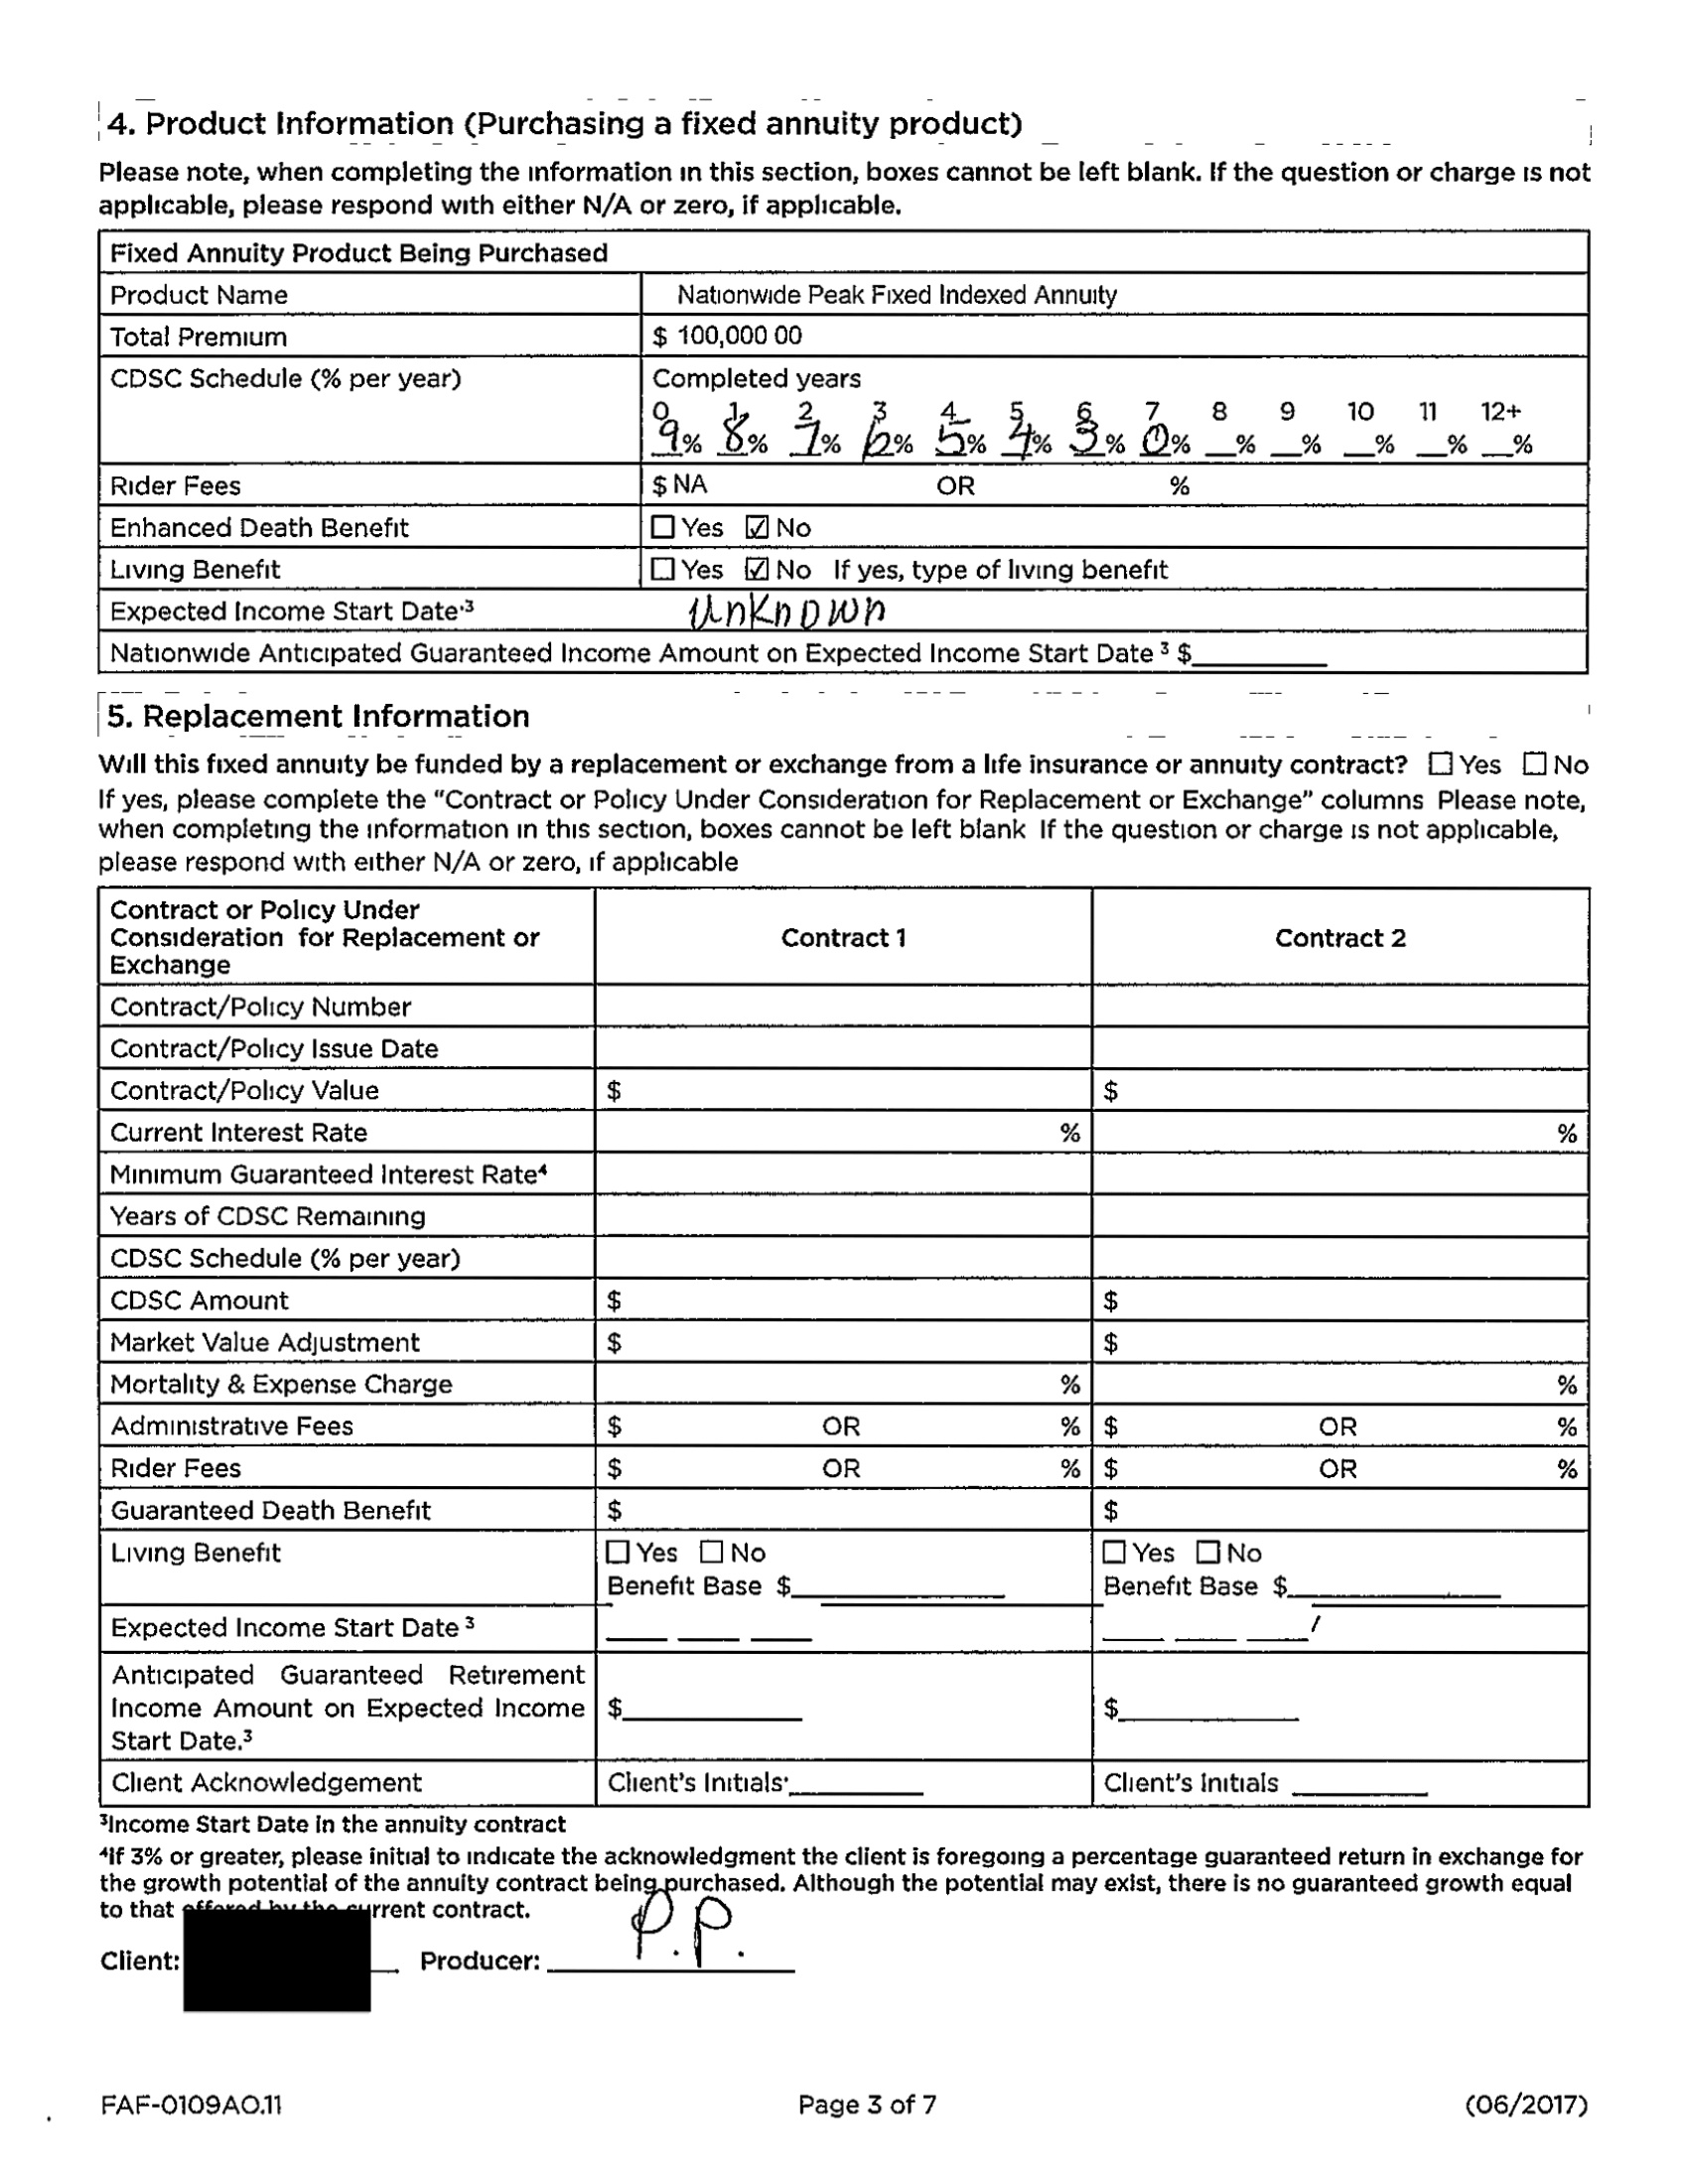 4. Product Information (Purchasing a fixed annuity product)
Please note, when completing the information in this section, boxes cannot be left blank. If the question or charge is not
applicable, please respond with either N/A or zero, if applicable.
Fixed Annuity Product Being Purchased
Product Name Nationwide Peak Fixed Indexed Annuity
Total Premium $ 100,000 00
CDSC Schedule (% per year) Completed years
0 1 2 3 4 5 6 7 8 9 10 11 12+
9% 8% 7% 6% 5% 4% 3% 0% __% __% __% __% __%
Rider Fees $ NA OR %
Enhanced Death Benefit ☐ Yes ☑ No
Living Benefit ☐ Yes ☑ No If yes, type of living benefit
Expected Income Start Date·3 Unknown
Nationwide Anticipated Guaranteed Income Amount on Expected Income Start Date 3 $
5. Replacement Information
Will this fixed annuity be funded by a replacement or exchange from a life insurance or annuity contract? ☐ Yes ☐ No
If yes, please complete the “Contract or Policy Under Consideration for Replacement or Exchange” columns Please note,
when completing the information in this section, boxes cannot be left blank If the question or charge is not applicable,
please respond with either N/A or zero, if applicable
Contract or Policy Under
Consideration for Replacement or
Exchange
Contract 1 Contract 2
Contract/Policy Number
Contract/Policy Issue Date
Contract/Policy Value $ $
Current Interest Rate % %
Minimum Guaranteed Interest Rate4
Years of CDSC Remaining
CDSC Schedule (% per year)
CDSC Amount $ $
Market Value Adjustment $ $
Mortality & Expense Charge % %
Administrative Fees $ OR % $ OR %
Rider Fees $ OR % $ OR %
Guaranteed Death Benefit $ $
Living Benefit ☐ Yes ☐ No ☐ Yes ☐ No
Benefit Base $ Benefit Base $
Expected Income Start Date 3
Anticipated Guaranteed Retirement
Income Amount on Expected Income $ $
Start Date.3
Client Acknowledgement Client's Initials· Client's Initials
3Income Start Date in the annuity contract
4If 3% or greater, please initial to indicate the acknowledgment the client is foregoing a percentage guaranteed return in exchange for
the growth potential of the annuity contract being purchased. Although the potential may exist, there is no guaranteed growth equal
to that offered by the current contract.
Client: Producer: P.P.
FAF-0109AO.11 Page 3 of 7 (06/2017)